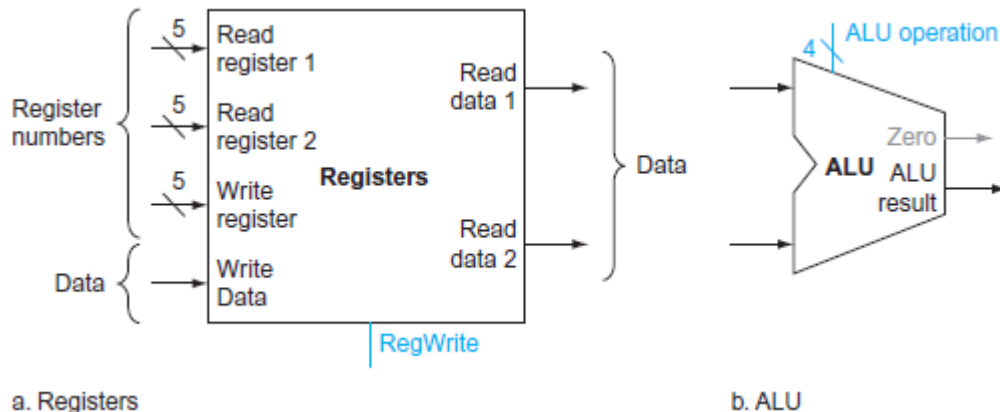 Register
numbers
Data
5
Read
register 1
5
Read
register 2
5
Write
register
Write
Data
Registers
Read
data 1
Read
data 2
RegWrite
Data
4
ALU operation
Zero
ALU
ALU
result
a. Registers
b. ALU